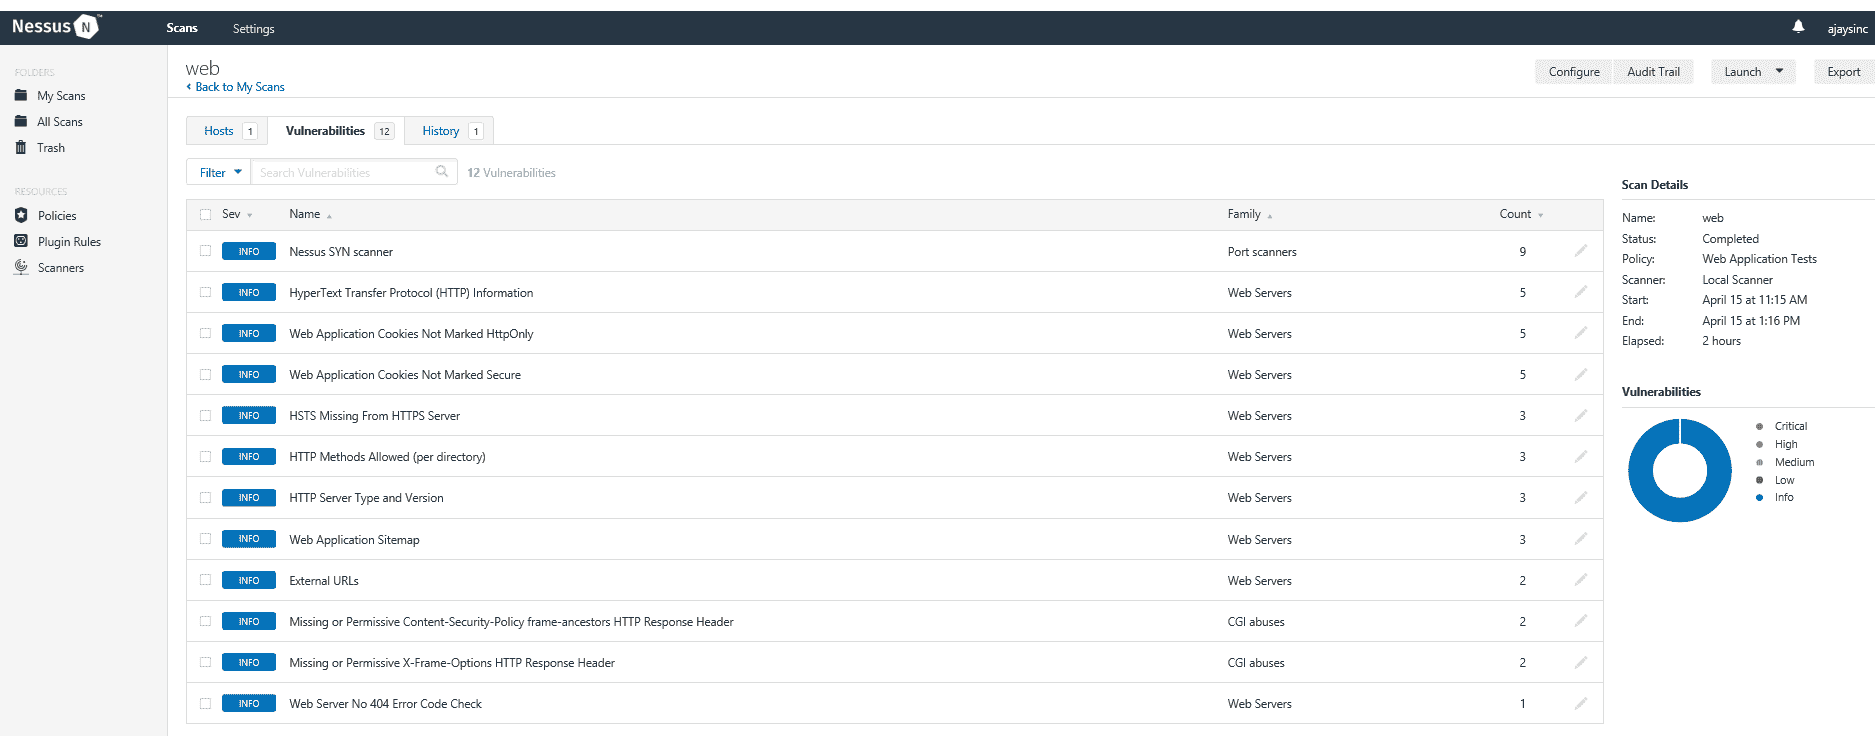 Nessus N ™ Scans Settings ajaysinc
FOLDERS
My Scans
All Scans
Trash
RESOURCES
Policies
Plugin Rules
Scanners
web
Back to My Scans
Configure Audit Trail Launch Export
Hosts 1 Vulnerabilities 12 History 1
Filter Search Vulnerabilities 12 Vulnerabilities
Sev Name Family Count
INFO Nessus SYN scanner Port scanners 9
INFO HyperText Transfer Protocol (HTTP) Information Web Servers 5
INFO Web Application Cookies Not Marked HttpOnly Web Servers 5
INFO Web Application Cookies Not Marked Secure Web Servers 5
INFO HSTS Missing From HTTPS Server Web Servers 3
INFO HTTP Methods Allowed (per directory) Web Servers 3
INFO HTTP Server Type and Version Web Servers 3
INFO Web Application Sitemap Web Servers 3
INFO External URLs Web Servers 2
INFO Missing or Permissive Content-Security-Policy frame-ancestors HTTP Response Header CGI abuses 2
INFO Missing or Permissive X-Frame-Options HTTP Response Header CGI abuses 2
INFO Web Server No 404 Error Code Check Web Servers 1
Scan Details
Name: web
Status: Completed
Policy: Web Application Tests
Scanner: Local Scanner
Start: April 15 at 11:15 AM
End: April 15 at 1:16 PM
Elapsed: 2 hours
Vulnerabilities
Critical
High
Medium
Low
Info